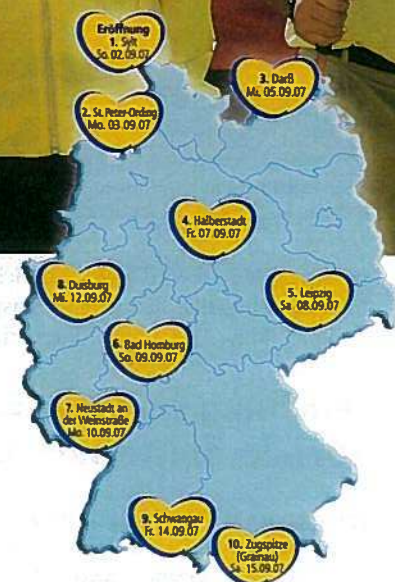 Eröffnung
1. Sylt
So. 02.09.07
2. St. Peter-Ording
Mo. 03.09.07
3. Darß
Mi. 05.09.07
4. Halberstadt
Fr. 07.09.07
5. Leipzig
Sa. 08.09.07
6. Bad Homburg
So. 09.09.07
7. Neustadt an
der Weinstraße
Mo. 10.09.07
8. Duisburg
Mi. 12.09.07
9. Schwangau
Fr. 14.09.07
10. Zugspitze
(Grainau)
Sa. 15.09.07